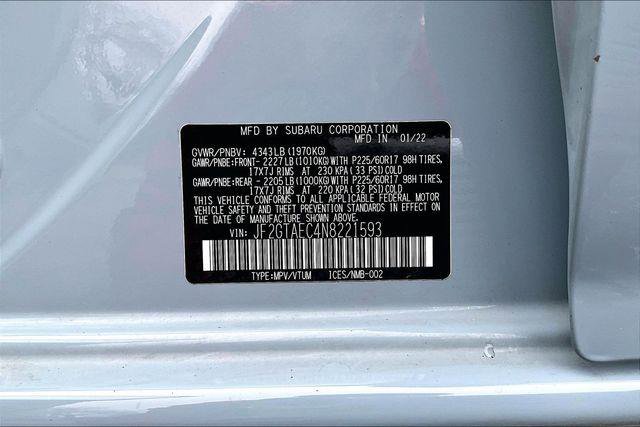 MFD BY SUBARU CORPORATION
MFD IN 01/22
GVWR/PNBV: 4343LB (1970KG)
GAWR/PNBE:FRONT- 2227LB (1010KG) WITH P225/60R17 98H TIRES,
17X7J RIMS AT 230 KPA (33 PSI) COLD
GAWR/PNBE:REAR - 2205LB (1000KG) WITH P225/60R17 98H TIRES,
17X7J RIMS AT 220 KPA (32 PSI) COLD
THIS VEHICLE CONFORMS TO ALL APPLICABLE FEDERAL MOTOR
VEHICLE SAFETY AND THEFT PREVENTION STANDARDS IN EFFECT ON
THE DATE OF MANUFACTURE SHOWN ABOVE.
VIN: JF2GTAEC4N8221593
TYPE:MPV/VTUM ICES/NMB-002